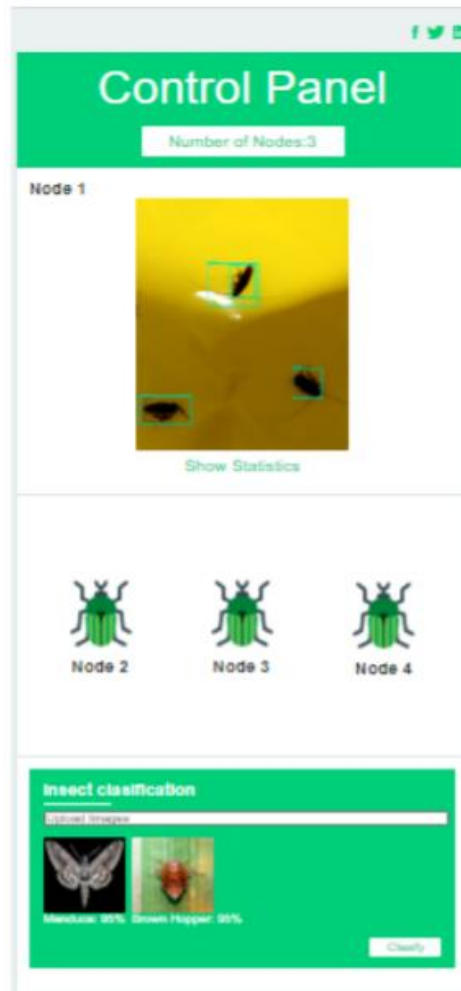 Control Panel
Number of Nodes:3
Node 1
Show Statistics
Node 2 Node 3 Node 4
Insect clasification
Upload Images
Manduca: 95% Brown Hopper: 95%
Classify